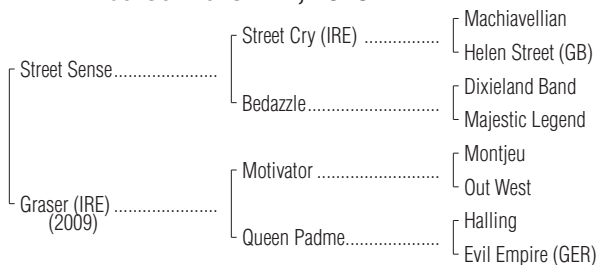 Machiavellian
Street Cry (IRE) ................
Helen Street (GB)
Street Sense......................
Dixieland Band
Bedazzle............................
Majestic Legend
Montjeu
Motivator ..........................
Out West
Graser (IRE) ......................
(2009)
Halling
Queen Padme....................
Evil Empire (GER)